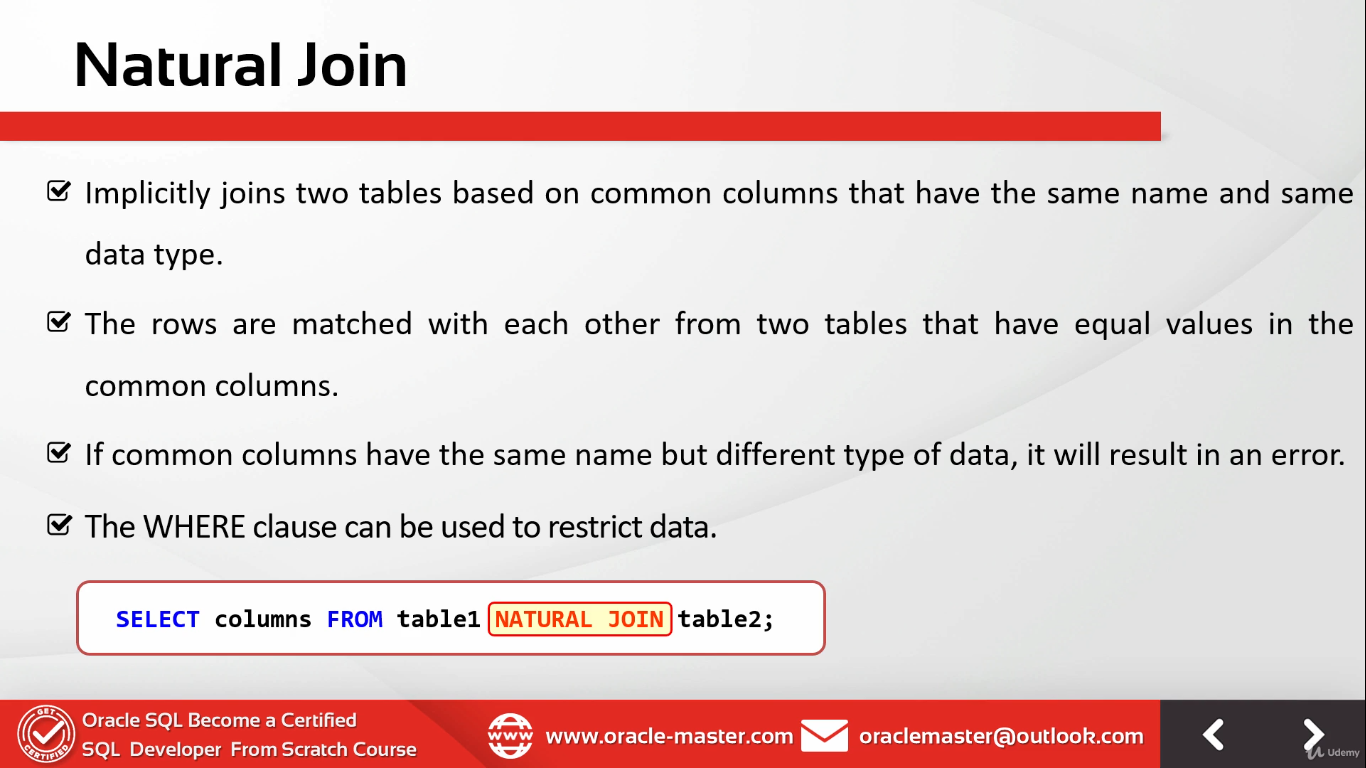 Natural Join
Implicitly joins two tables based on common columns that have the same name and same
data type.
The rows are matched with each other from two tables that have equal values in the
common columns.
If common columns have the same name but different type of data, it will result in an error.
The WHERE clause can be used to restrict data.
SELECT columns FROM table1 NATURAL JOIN table2;
GET
CERTIFIED
Oracle SQL Become a Certified
SQL Developer From Scratch Course
www
www.oracle-master.com
oraclemaster@outlook.com
Udemy